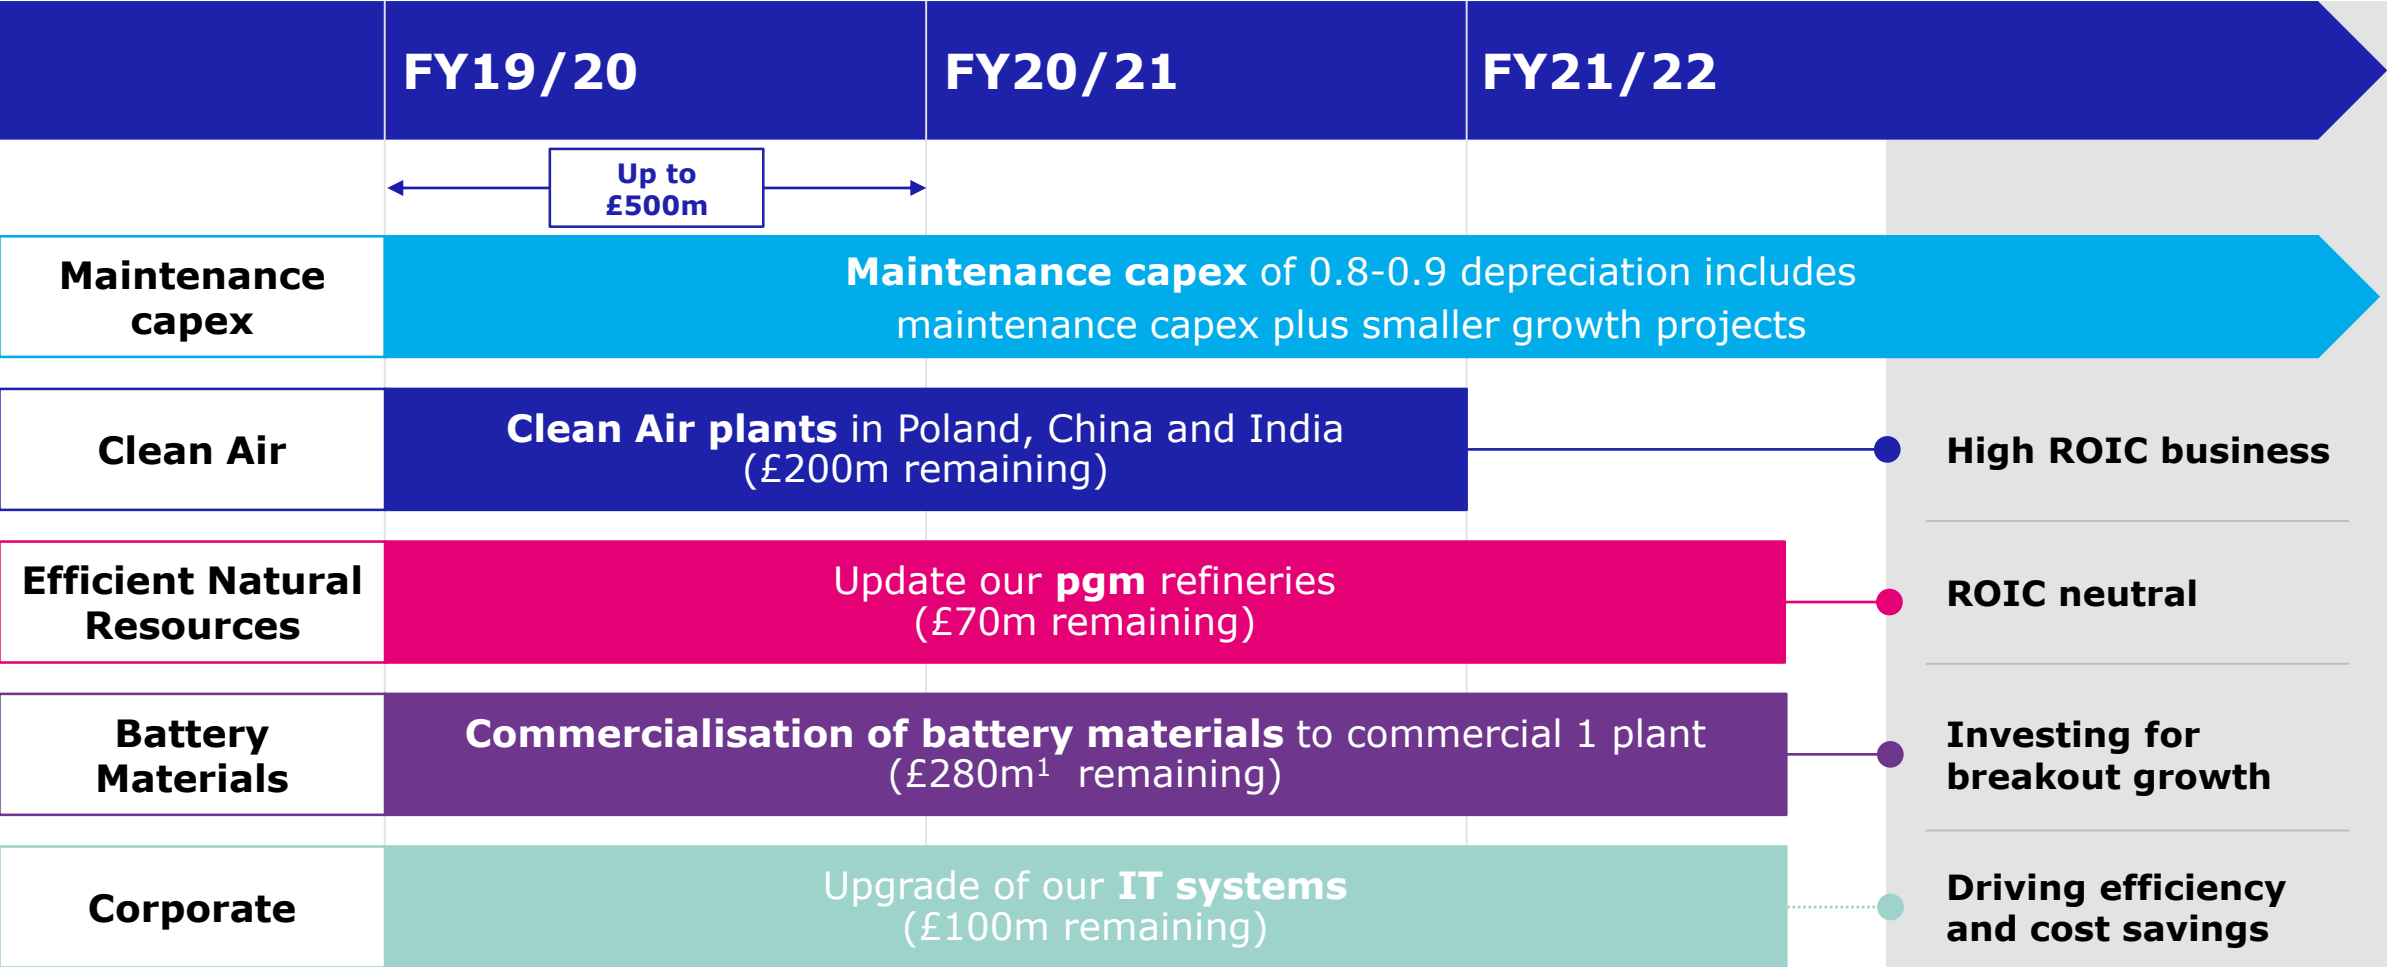 FY19/20
FY20/21
FY21/22
Up to
£500m
Maintenance
capex
Maintenance capex of 0.8-0.9 depreciation includes
maintenance capex plus smaller growth projects
Clean Air
Clean Air plants in Poland, China and India
(£200m remaining)
High ROIC business
Efficient Natural
Resources
Update our pgm refineries
(£70m remaining)
ROIC neutral
Battery
Materials
Commercialisation of battery materials to commercial 1 plant
(£280m¹ remaining)
Investing for
breakout growth
Corporate
Upgrade of our IT systems
(£100m remaining)
Driving efficiency
and cost savings